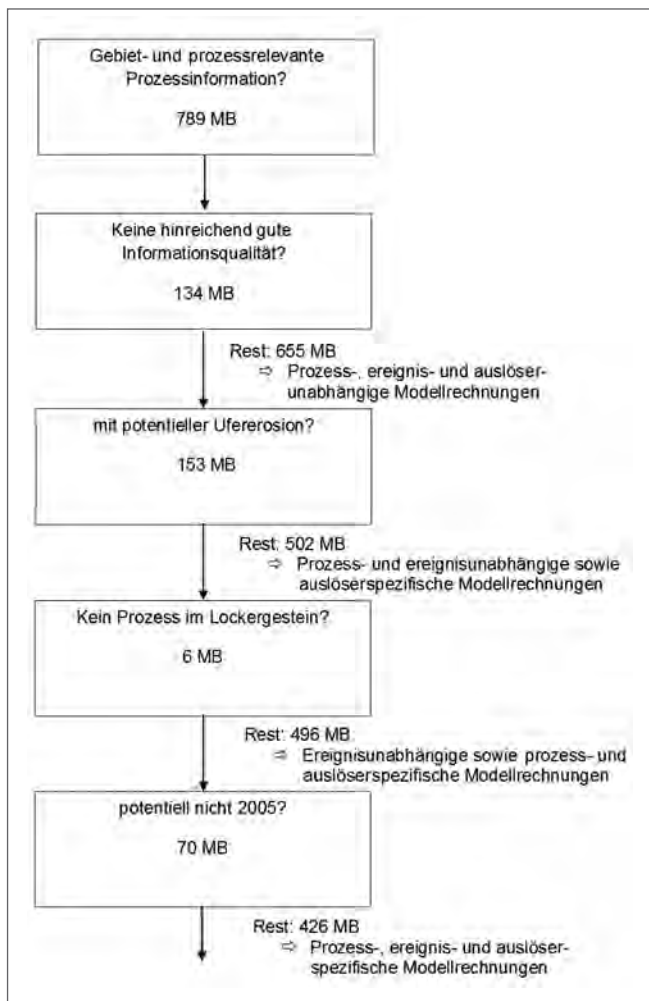 Gebiet- und prozessrelevante
Prozessinformation?
789 MB
Keine hinreichend gute
Informationsqualität?
134 MB
Rest: 655 MB
⇨ Prozess-, ereignis- und auslöser-
unabhängige Modellrechnungen
mit potentieller Ufererosion?
153 MB
Rest: 502 MB
⇨ Prozess- und ereignisunabhängige sowie
auslöserspezifische Modellrechnungen
Kein Prozess im Lockergestein?
6 MB
Rest: 496 MB
⇨ Ereignisunabhängige sowie prozess- und
auslöserspezifische Modellrechnungen
potentiell nicht 2005?
70 MB
Rest: 426 MB
⇨ Prozess-, ereignis- und auslöser-
spezifische Modellrechnungen